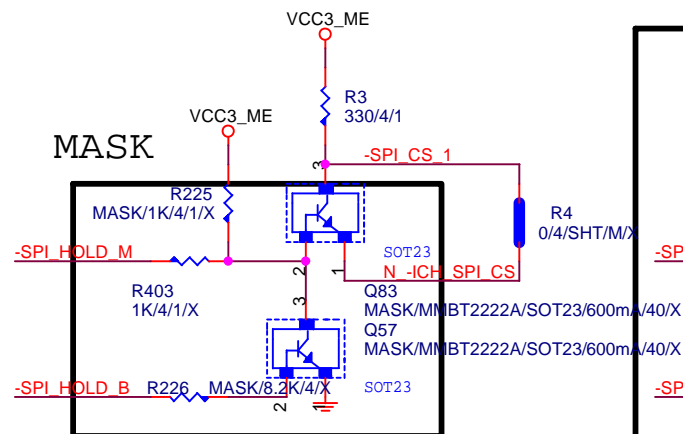 VCC3_ME
R3
330/4/1
VCC3_ME
MASK
3
-SPI_CS_1
R225
MASK/1K/4/1/X
R4
0/4/SHT/M/X
-SPI_HOLD_M
SOT23
-SP
2
1
N_-ICH_SPI_CS
R403
1K/4/1/X
3
Q83
MASK/MMBT2222A/SOT23/600mA/40/X
Q57
MASK/MMBT2222A/SOT23/600mA/40/X
-SPI_HOLD_B
R226
MASK/8.2K/4/X
SOT23
-SP
2
1